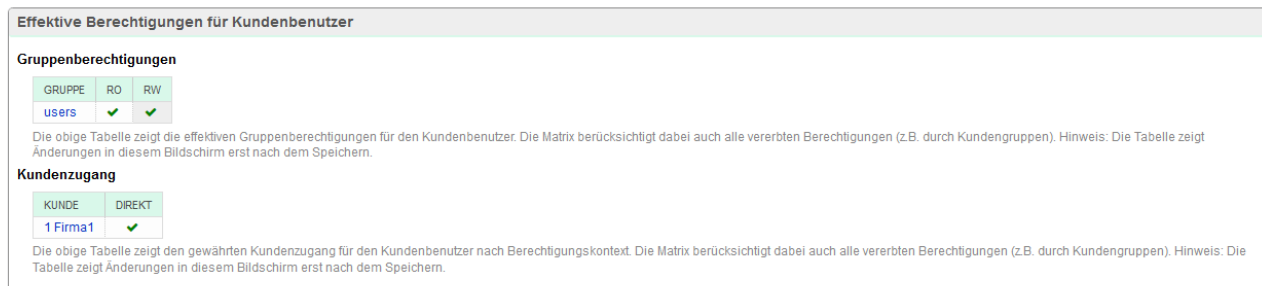 Effektive Berechtigungen für Kundenbenutzer
Gruppenberechtigungen
GRUPPE RO RW
users
Die obige Tabelle zeigt die effektiven Gruppenberechtigungen für den Kundenbenutzer. Die Matrix berücksichtigt dabei auch alle vererbten Berechtigungen (z.B. durch Kundengruppen). Hinweis: Die Tabelle zeigt
Änderungen in diesem Bildschirm erst nach dem Speichern.
Kundenzugang
KUNDE DIREKT
1 Firma1
Die obige Tabelle zeigt den gewährten Kundenzugang für den Kundenbenutzer nach Berechtigungskontext. Die Matrix berücksichtigt dabei auch alle vererbten Berechtigungen (z.B. durch Kundengruppen). Hinweis: Die
Tabelle zeigt Änderungen in diesem Bildschirm erst nach dem Speichern.